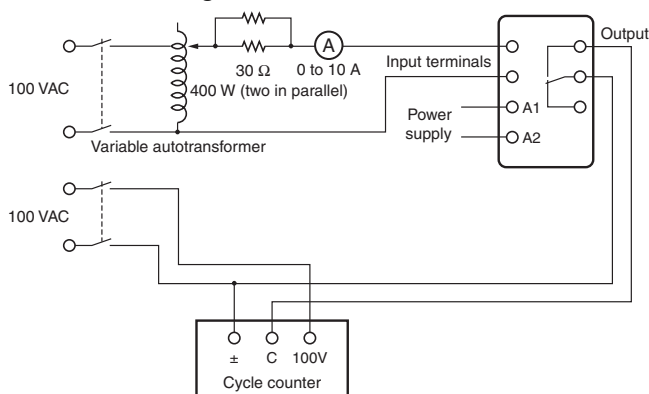 100 VAC
A
30 Ω
0 to 10 A
400 W (two in parallel)
Variable autotransformer
Input terminals
Output
Power
supply
A1
A2
100 VAC
± C 100V
Cycle counter